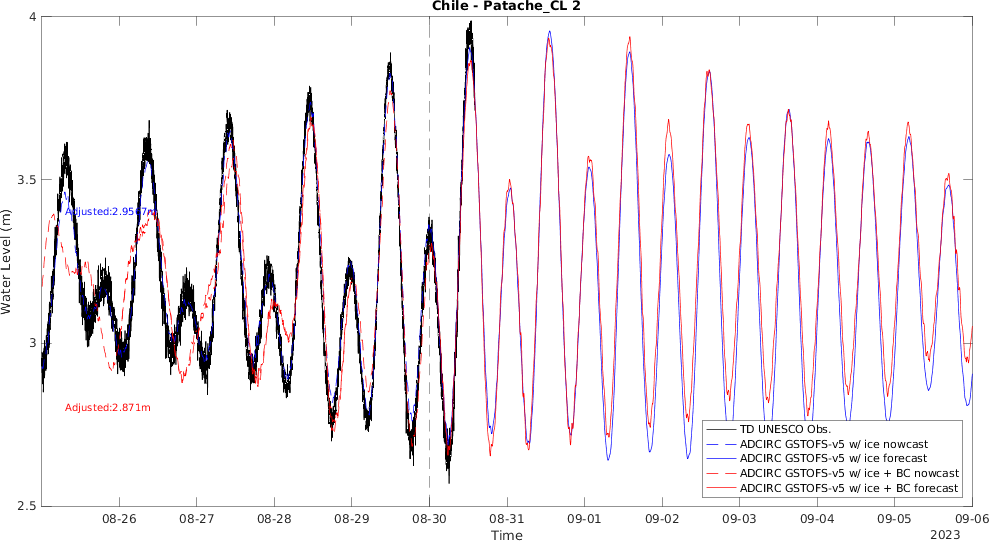 Chile - Patache_CL 2
Water Level (m)
4
3.5
3
2.5
Adjusted:2.9567m
Adjusted:2.871m
TD UNESCO Obs.
ADCIRC GSTOFS-v5 w/ ice nowcast
ADCIRC GSTOFS-v5 w/ ice forecast
ADCIRC GSTOFS-v5 w/ ice + BC nowcast
ADCIRC GSTOFS-v5 w/ ice + BC forecast
08-26 08-27 08-28 08-29 08-30 08-31 09-01 09-02 09-03 09-04 09-05 09-06
Time
2023